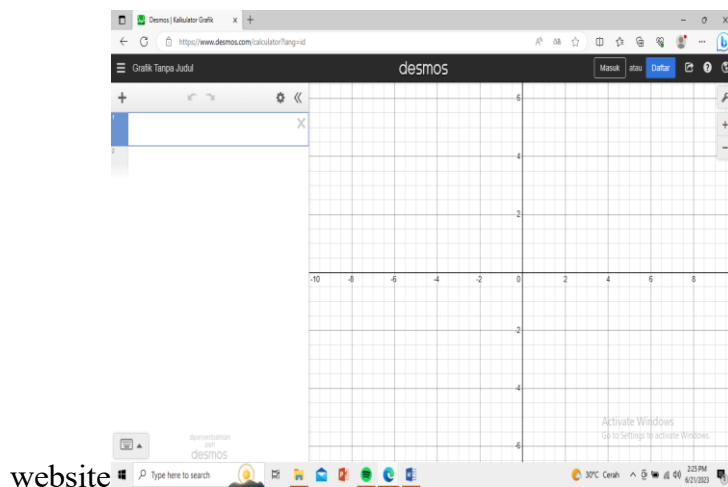 Desmos | Kalkulator Grafik
https://www.desmos.com/calculator?lang=id
Grafik Tanpa Judul
desmos
Masuk atau Daftar
1
2
6
4
2
-10 -8 -6 -4 -2 0 2 4 6 8
-2
-4
-6
desmos
Activate Windows
Go to Settings to activate Windows.
website
Type here to search
30°C Cerah
2:25 PM
6/21/2023